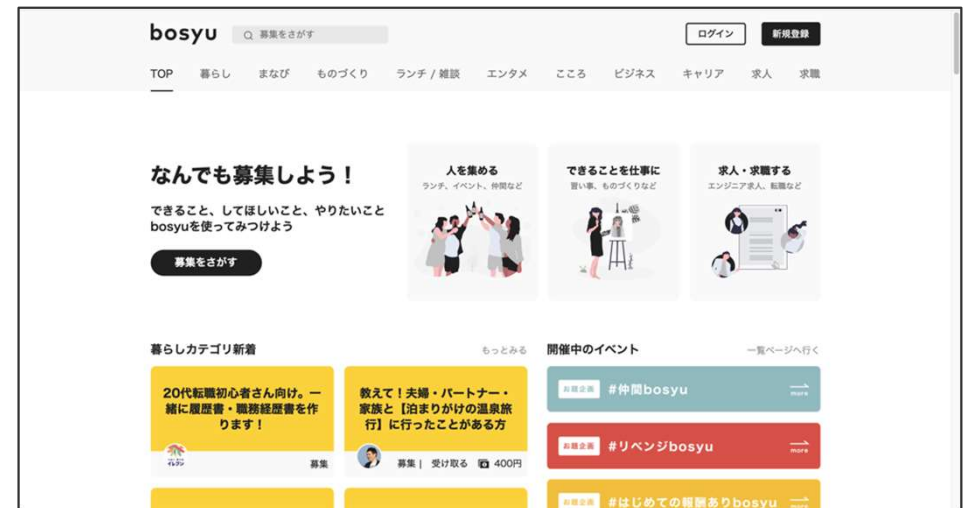 bosyu
募集をさがす
ログイン
新規登録
TOP 暮らし まなび ものづくり ランチ / 雑談 エンタメ こころ ビジネス キャリア 求人 求職
なんでも募集しよう！
できること、してほしいこと、やりたいこと
bosyuを使ってみつけよう
募集をさがす
人を集める
ランチ、イベント、仲間など
できることを仕事に
習い事、ものづくりなど
求人・求職する
エンジニア求人、転職など
暮らしカテゴリ新着
もっとみる
20代転職初心者さん向け。一
緒に履歴書・職務経歴書を作
ります！
募集
教えて！夫婦・パートナー・
家族と【泊まりがけの温泉旅
行】に行ったことがある方
募集 | 受け取る 400円
開催中のイベント
一覧ページへ行く
お題企画 #仲間bosyu more
お題企画 #リベンジbosyu more
お題企画 #はじめての報酬ありbosyu more